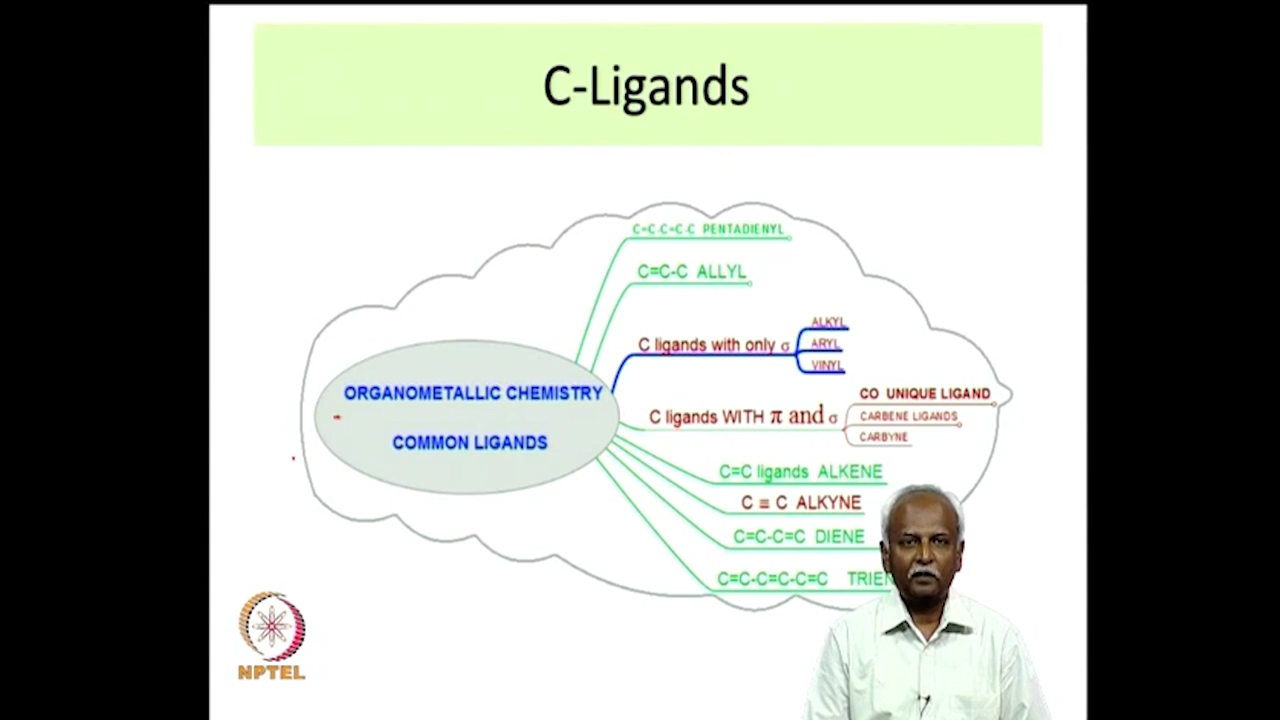 C-Ligands
C=C-C=C-C PENTADIENYL
C=C-C ALLYL
C ligands with only σ
ALKYL
ARYL
VINYL
ORGANOMETALLIC CHEMISTRY
COMMON LIGANDS
C ligands WITH π and σ
CO UNIQUE LIGAND
CARBENE LIGANDS
CARBYNE
C=C ligands ALKENE
C ≡ C ALKYNE
C=C-C=C DIENE
C=C-C=C-C=C TRIEN
NPTEL